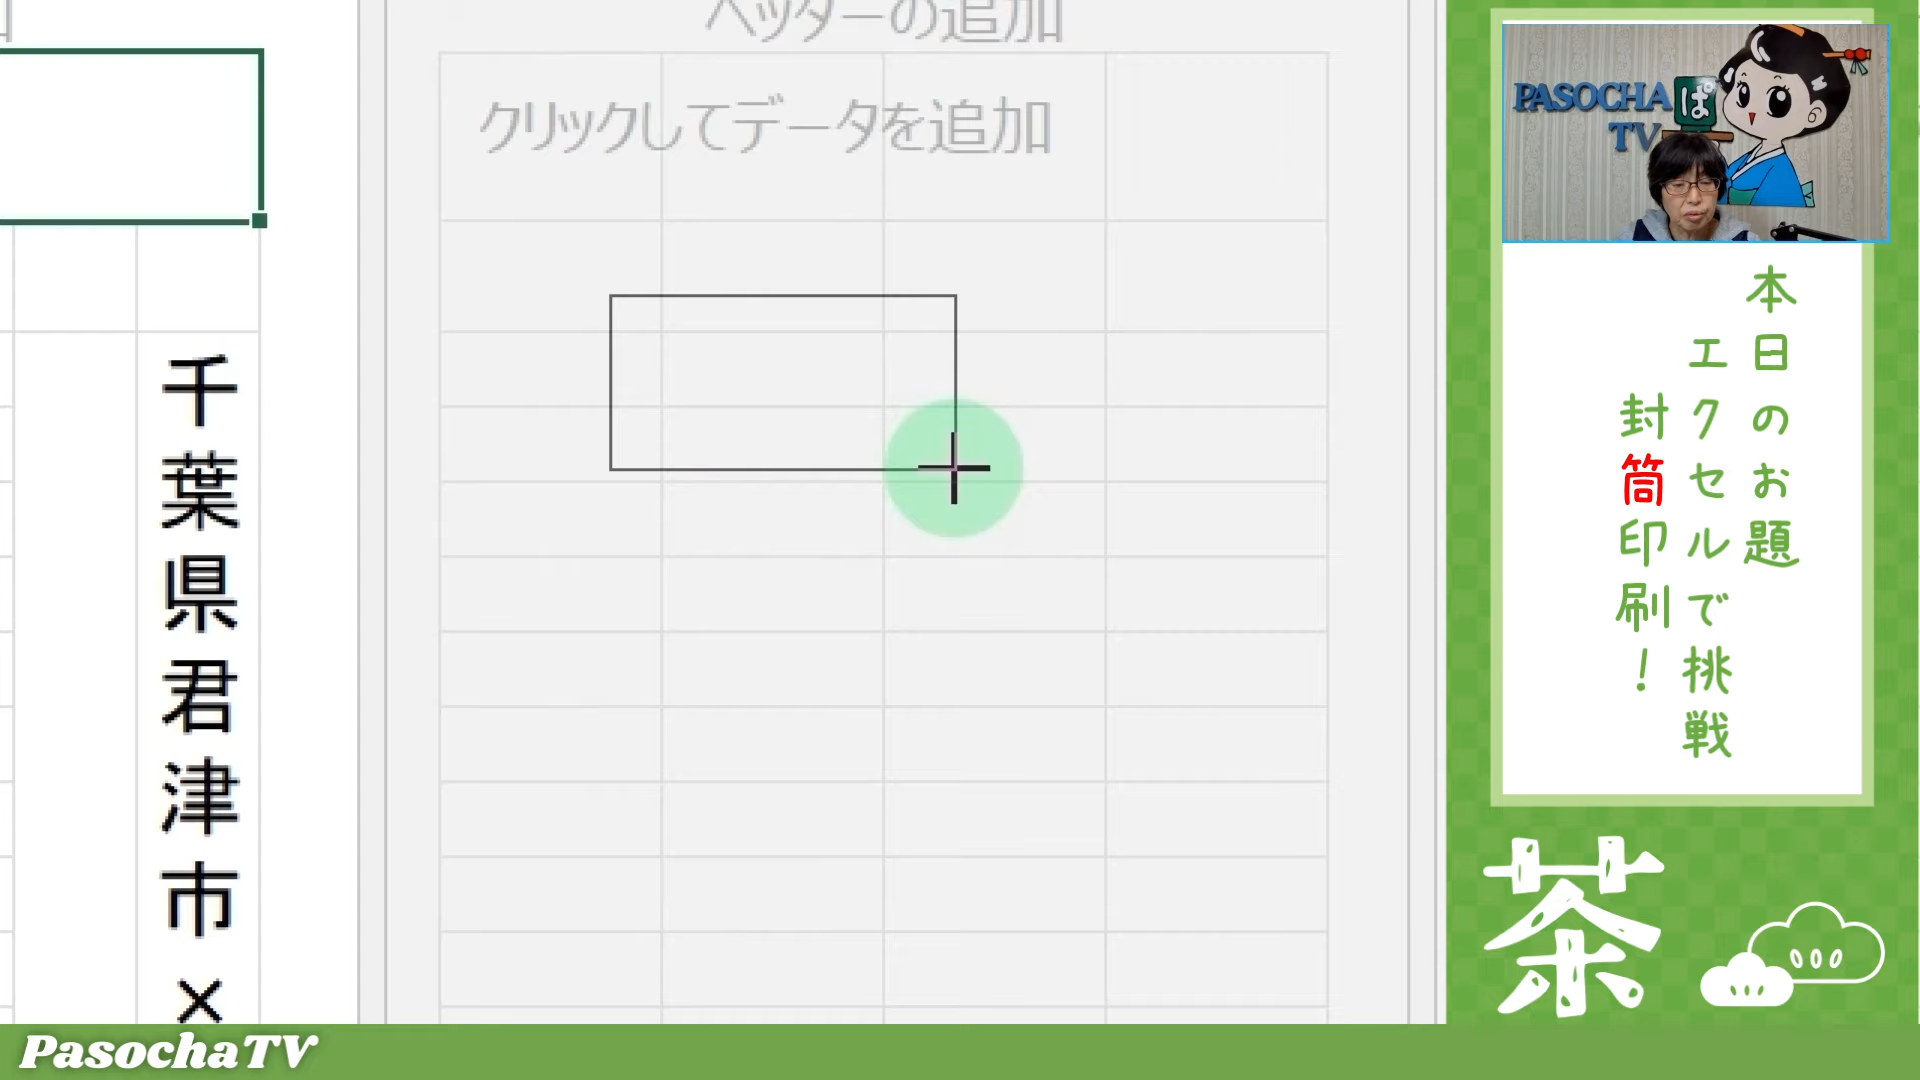 ヘッダーの追加
クリックしてデータを追加
千葉県君津市×
PASOCHA
ぱ
TV
本日のお題
エクセルで挑戦
封筒印刷！
茶
PasochaTV